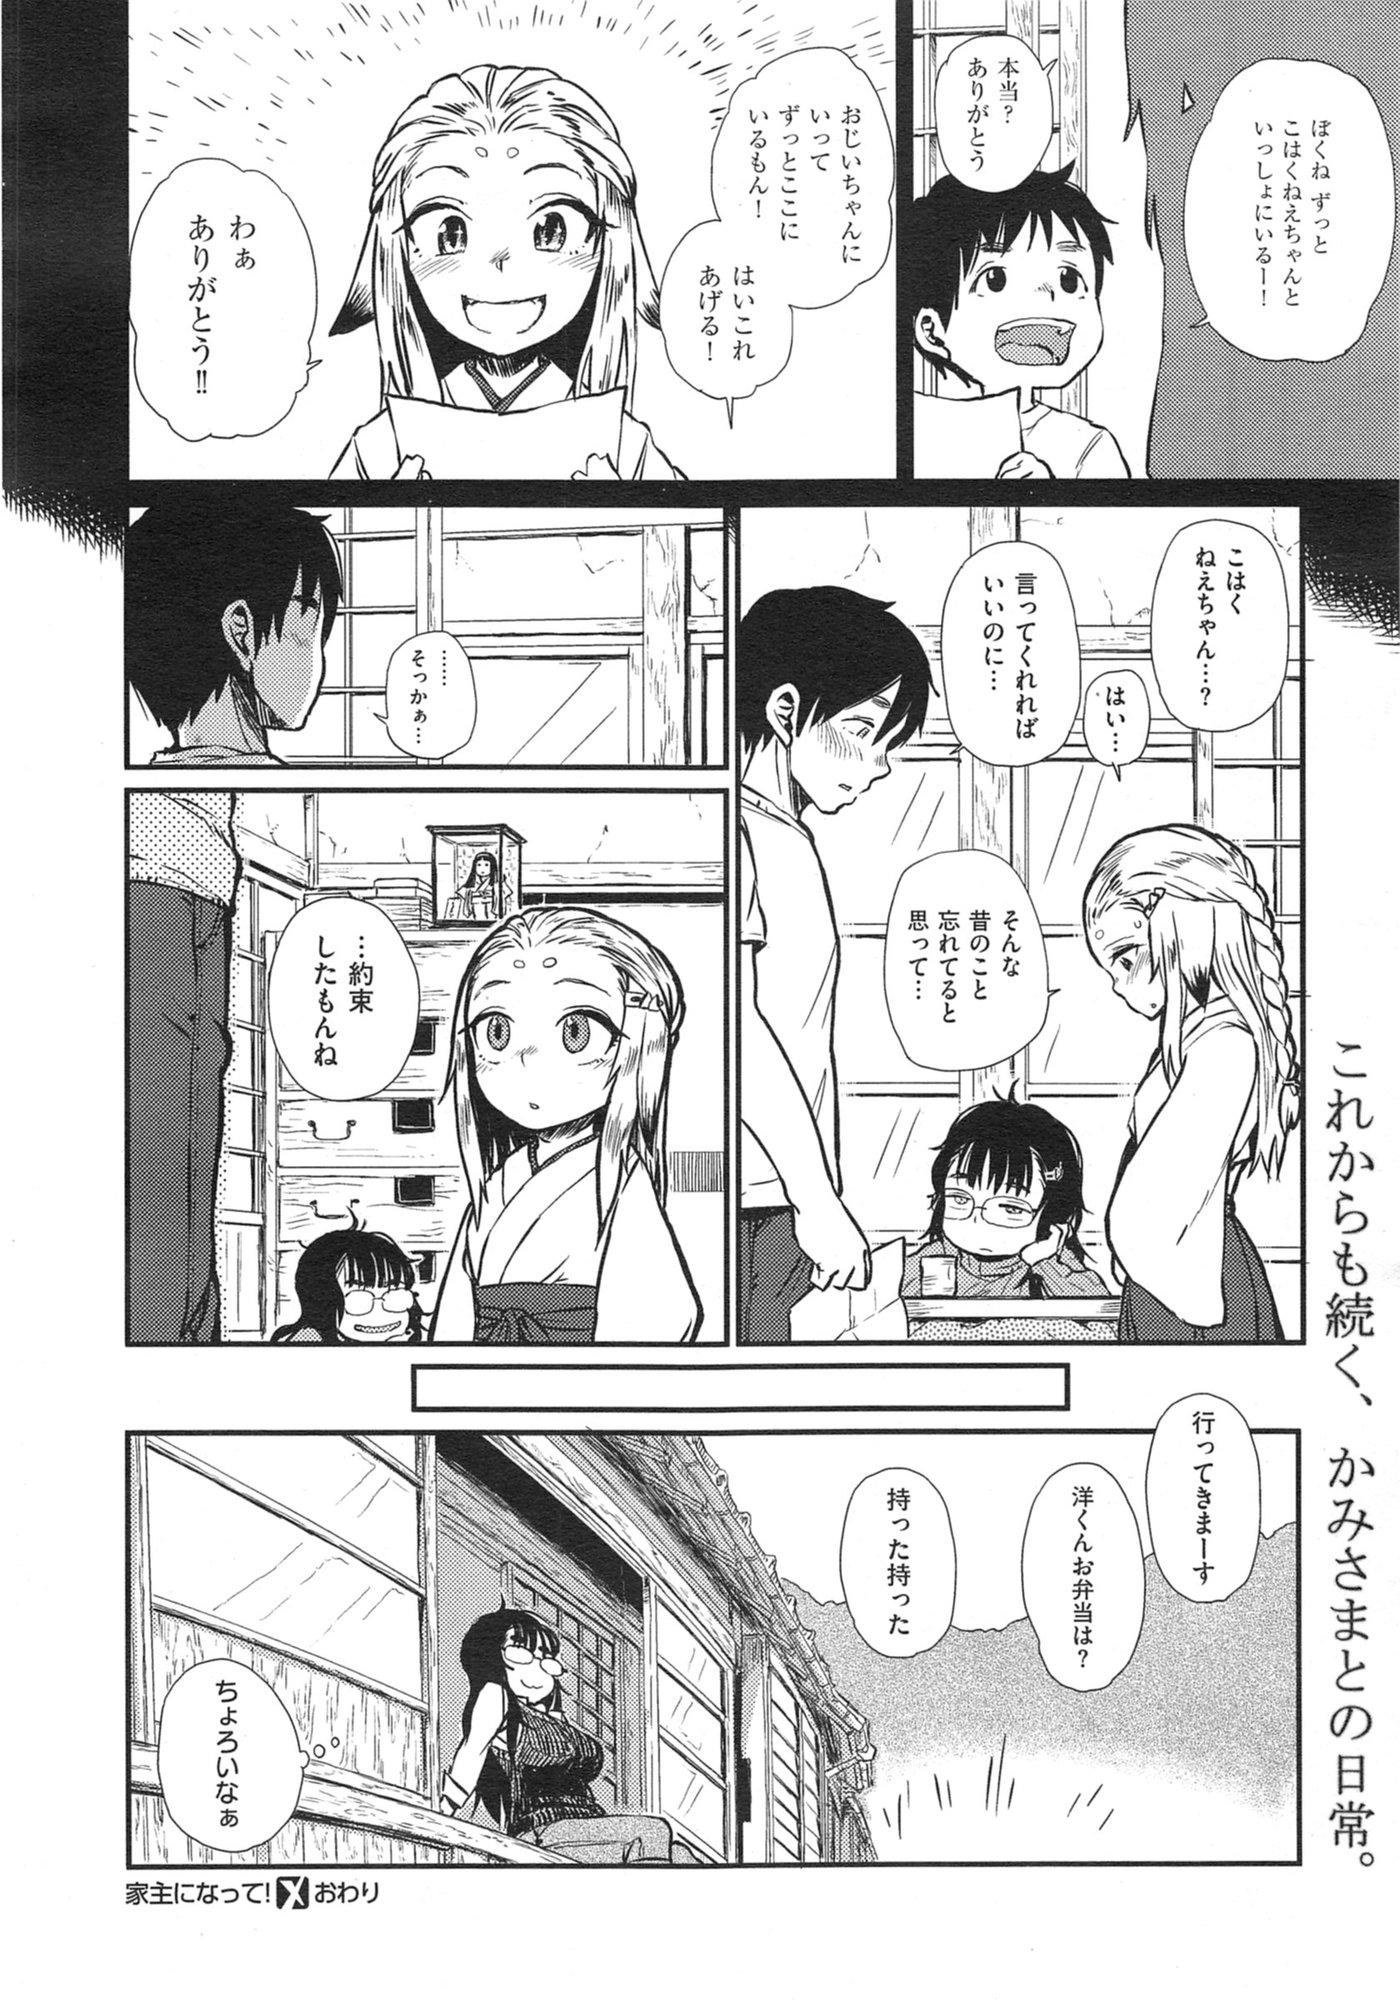 ぼくね ずっと
こはくねえちゃんと
いっしょにいるー！
本当？
ありがとう
おじいちゃんに
いって
ずっとここに
いるもん！
はいこれ
あげる！
わぁ
ありがとう!!
こはく
ねえちゃん…？
はい…
言ってくれれば
いいのに…
そんな
昔のこと
忘れてると
思って…
……
そっかぁ…
…約束
したもんね
行ってきまーす
洋くんお弁当は？
持った持った
ちょろいなぁ
これからも続く、かみさまとの日常。
家主になって！X おわり